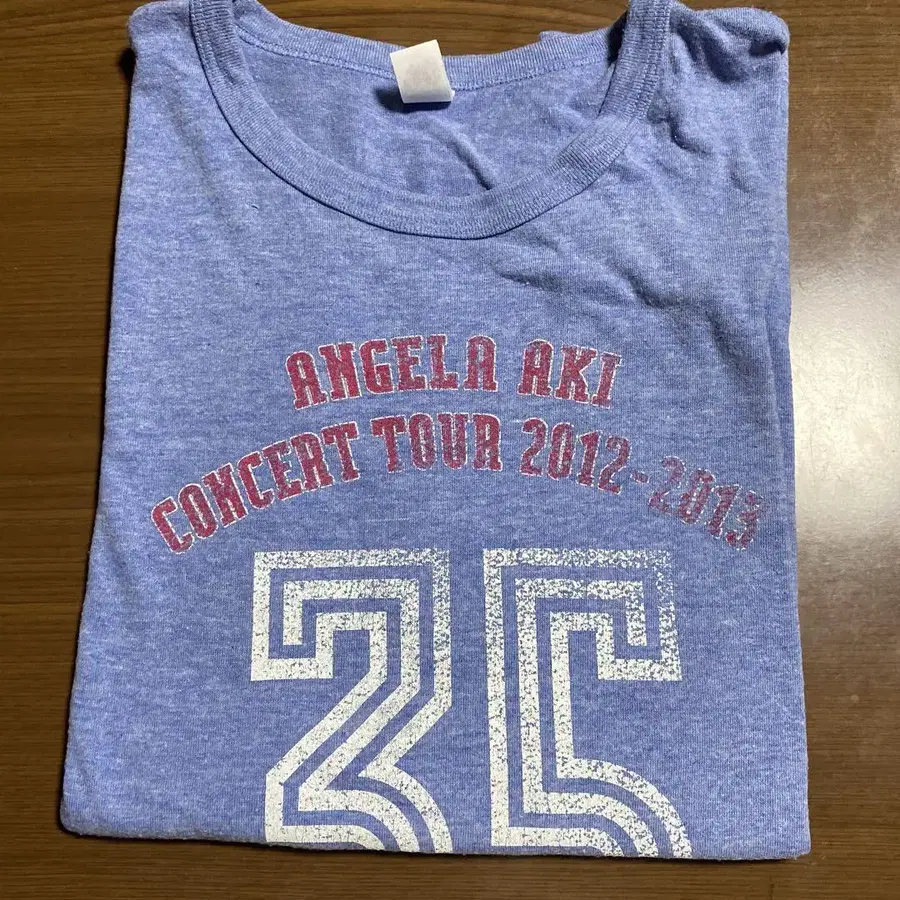 ANGELA AKI
CONCERT TOUR 2012-2013
35